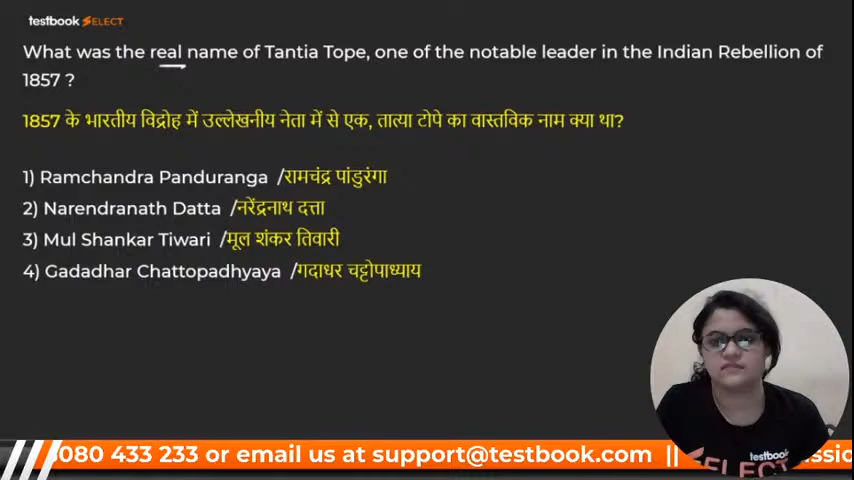 testbook SELECT
What was the real name of Tantia Tope, one of the notable leader in the Indian Rebellion of
1857 ?
1857 के भारतीय विद्रोह में उल्लेखनीय नेता में से एक, तात्या टोपे का वास्तविक नाम क्या था?
1) Ramchandra Panduranga /रामचंद्र पांडुरंगा
2) Narendranath Datta /नरेंद्रनाथ दत्ता
3) Mul Shankar Tiwari /मूल शंकर तिवारी
4) Gadadhar Chattopadhyaya /गदाधर चट्टोपाध्याय
testbook
SELECT
080 433 233 or email us at support@testbook.com ||